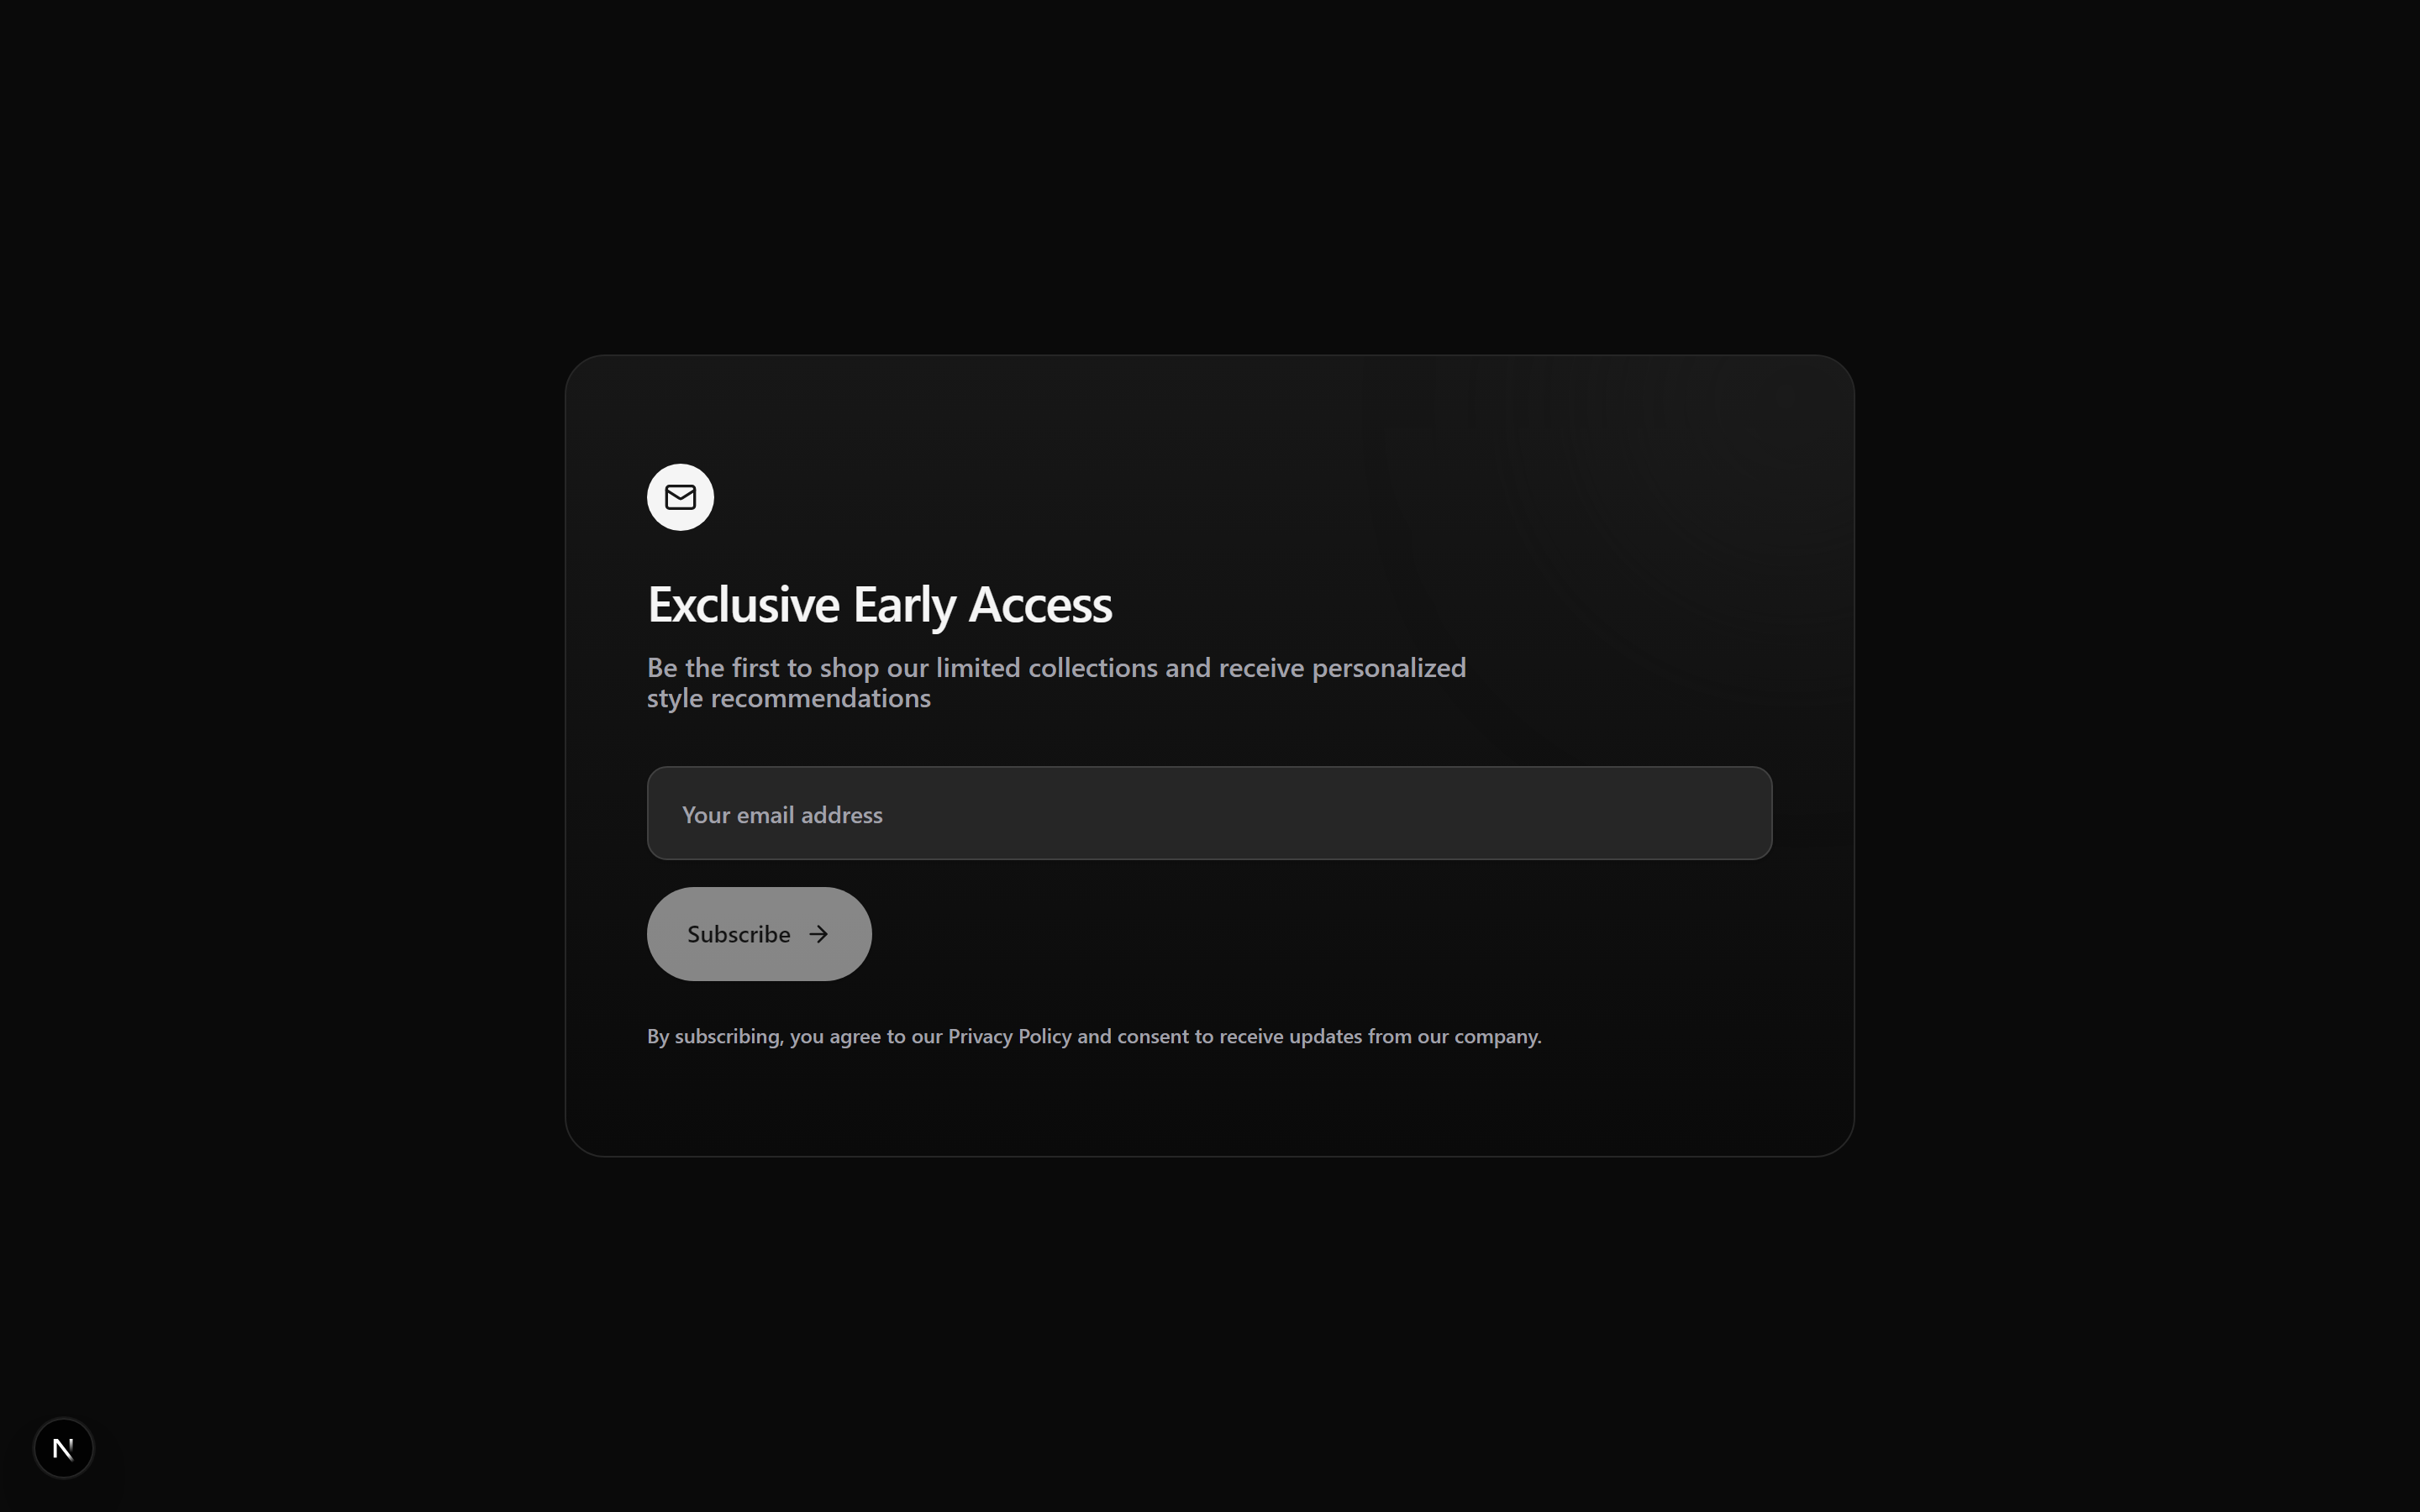 Exclusive Early Access
Be the first to shop our limited collections and receive personalized
style recommendations
Your email address
Subscribe
By subscribing, you agree to our Privacy Policy and consent to receive updates from our company.
N